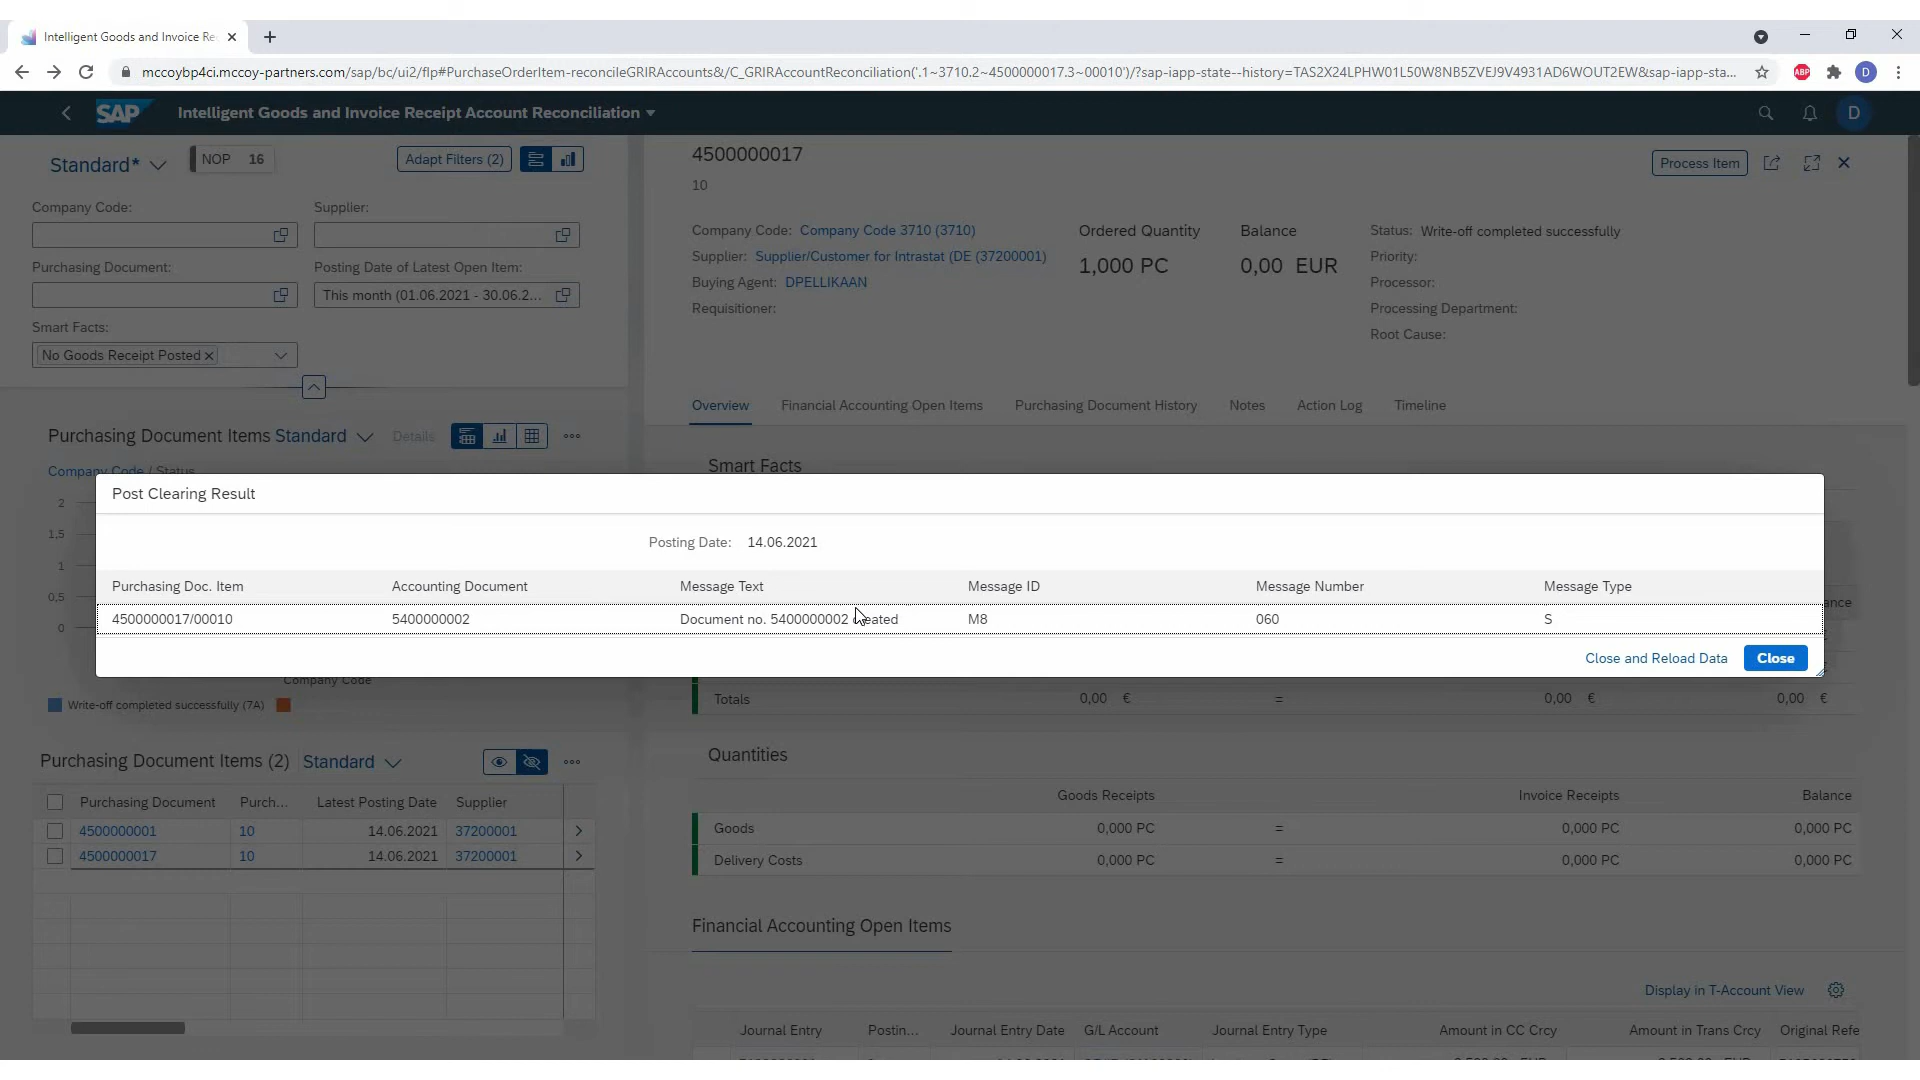 Intelligent Goods and Invoice Re
mccoybp4ci.mccoy-partners.com/sap/bc/ui2/flp#PurchaseOrderItem-reconcileGRIRAccounts&/C_GRIRAccountReconciliation('.1~3710.2~4500000017.3~00010')/?sap-iapp-state--history=TAS2X24LPHW01L50W8NB5ZVEJ9V4931AD6WOUT2EW&sap-iapp-sta...
ABP
D
SAP
Intelligent Goods and Invoice Receipt Account Reconciliation
D
Standard*
NOP 16
Adapt Filters (2)
Company Code:
Supplier:
Purchasing Document:
Posting Date of Latest Open Item:
This month (01.06.2021 - 30.06.2...
Smart Facts:
No Goods Receipt Posted
4500000017
10
Process Item
Company Code: Company Code 3710 (3710)
Supplier: Supplier/Customer for Intrastat (DE (37200001)
Buying Agent: DPELLIKAAN
Requisitioner:
Ordered Quantity
1,000 PC
Balance
0,00 EUR
Status: Write-off completed successfully
Priority:
Processor:
Processing Department:
Root Cause:
Overview Financial Accounting Open Items Purchasing Document History Notes Action Log Timeline
Purchasing Document Items Standard
Details
Company Code / Status
2
1,5
1
0,5
0
Company Code
Write-off completed successfully (7A)
Smart Facts
Post Clearing Result
Posting Date: 14.06.2021
Purchasing Doc. Item Accounting Document Message Text Message ID Message Number Message Type
4500000017/00010 5400000002 Document no. 5400000002 created M8 060 S
Close and Reload Data
Close
Totals 0,00 € = 0,00 € 0,00 €
Quantities
Goods Receipts Invoice Receipts Balance
Goods 0,000 PC = 0,000 PC 0,000 PC
Delivery Costs 0,000 PC = 0,000 PC 0,000 PC
Purchasing Document Items (2) Standard
Purchasing Document Purch... Latest Posting Date Supplier
4500000001 10 14.06.2021 37200001
4500000017 10 14.06.2021 37200001
Financial Accounting Open Items
Display in T-Account View
Journal Entry Postin... Journal Entry Date G/L Account Journal Entry Type Amount in CC Crcy Amount in Trans Crcy Original Refe